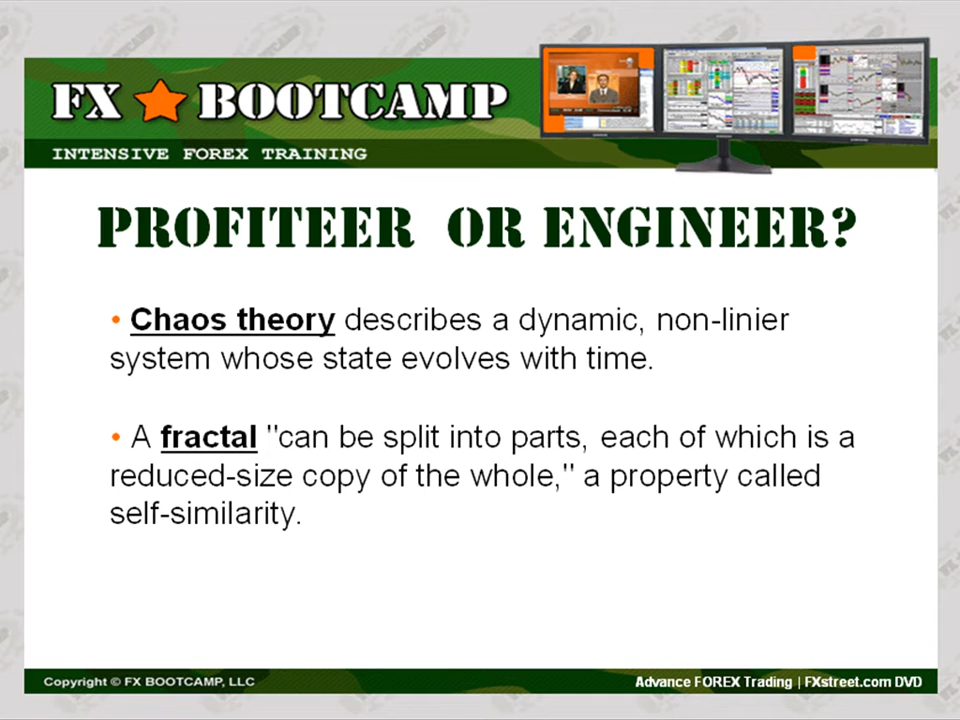 FX BOOTCAMP
INTENSIVE FOREX TRAINING
PROFITEER OR ENGINEER?
• Chaos theory describes a dynamic, non-linier
system whose state evolves with time.
• A fractal "can be split into parts, each of which is a
reduced-size copy of the whole," a property called
self-similarity.
Copyright © FX BOOTCAMP, LLC
Advance FOREX Trading | FXstreet.com DVD